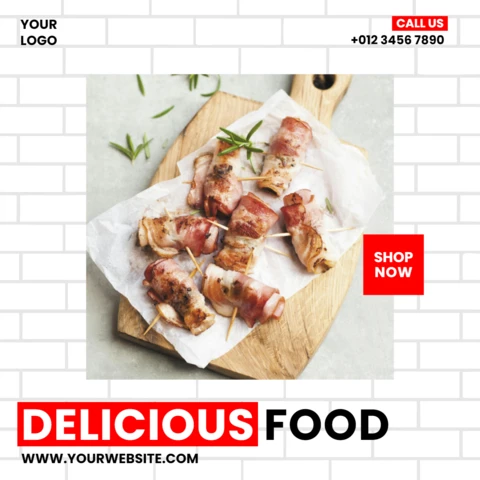 YOUR
LOGO
CALL US
+012 3456 7890
SHOP
NOW
DELICIOUS FOOD
WWW.YOURWEBSITE.COM